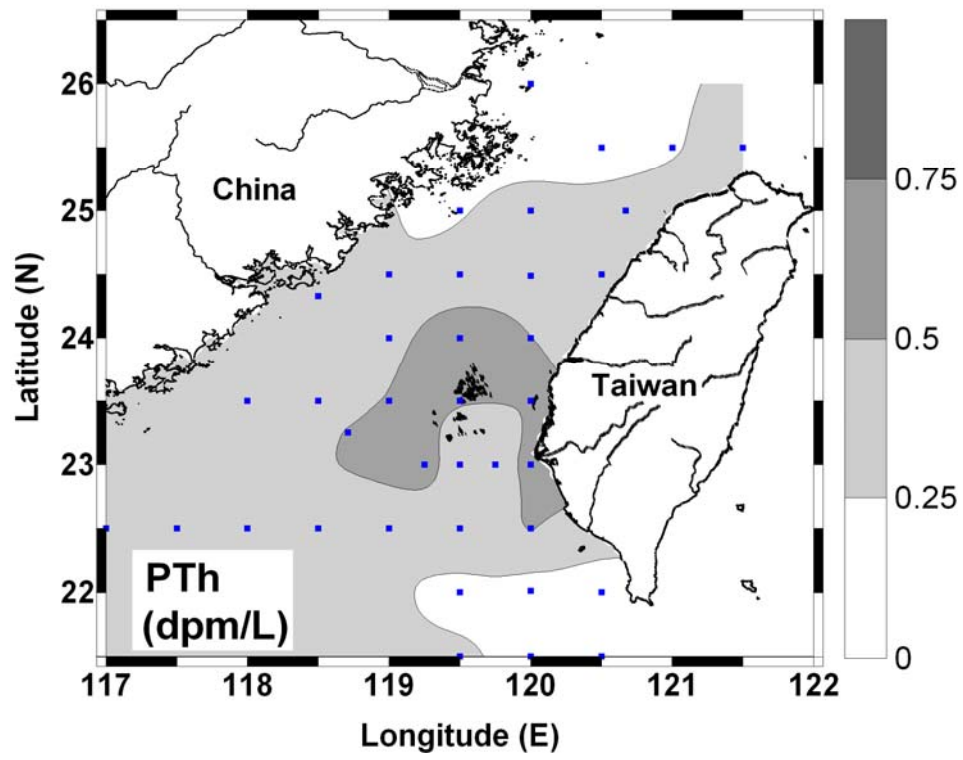 26
25
24
23
22
Latitude (N)
China
Taiwan
PTh
(dpm/L)
117
118
119
120
121
122
Longitude (E)
0.75
0.5
0.25
0